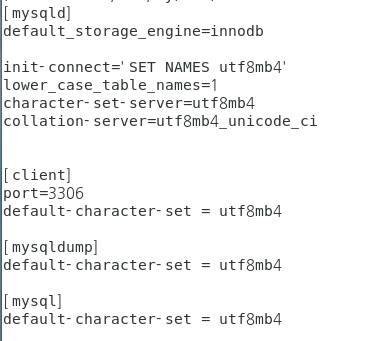 [mysqld]
default_storage_engine=innodb
init-connect='SET NAMES utf8mb4'
lower_case_table_names=1
character-set-server=utf8mb4
collation-server=utf8mb4_unicode_ci
[client]
port=3306
default-character-set = utf8mb4
[mysqldump]
default-character-set = utf8mb4
[mysql]
default-character-set = utf8mb4